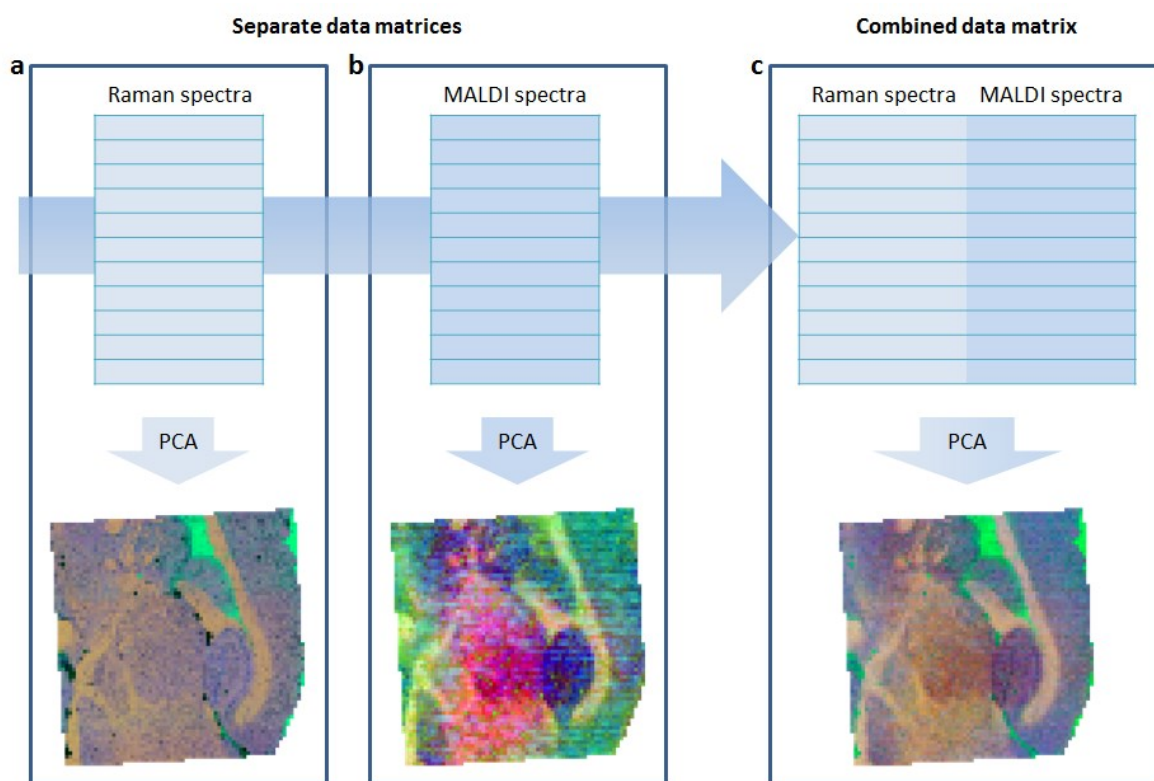 Separate data matrices
Combined data matrix
a
Raman spectra
PCA
b
MALDI spectra
PCA
c
Raman spectra MALDI spectra
PCA